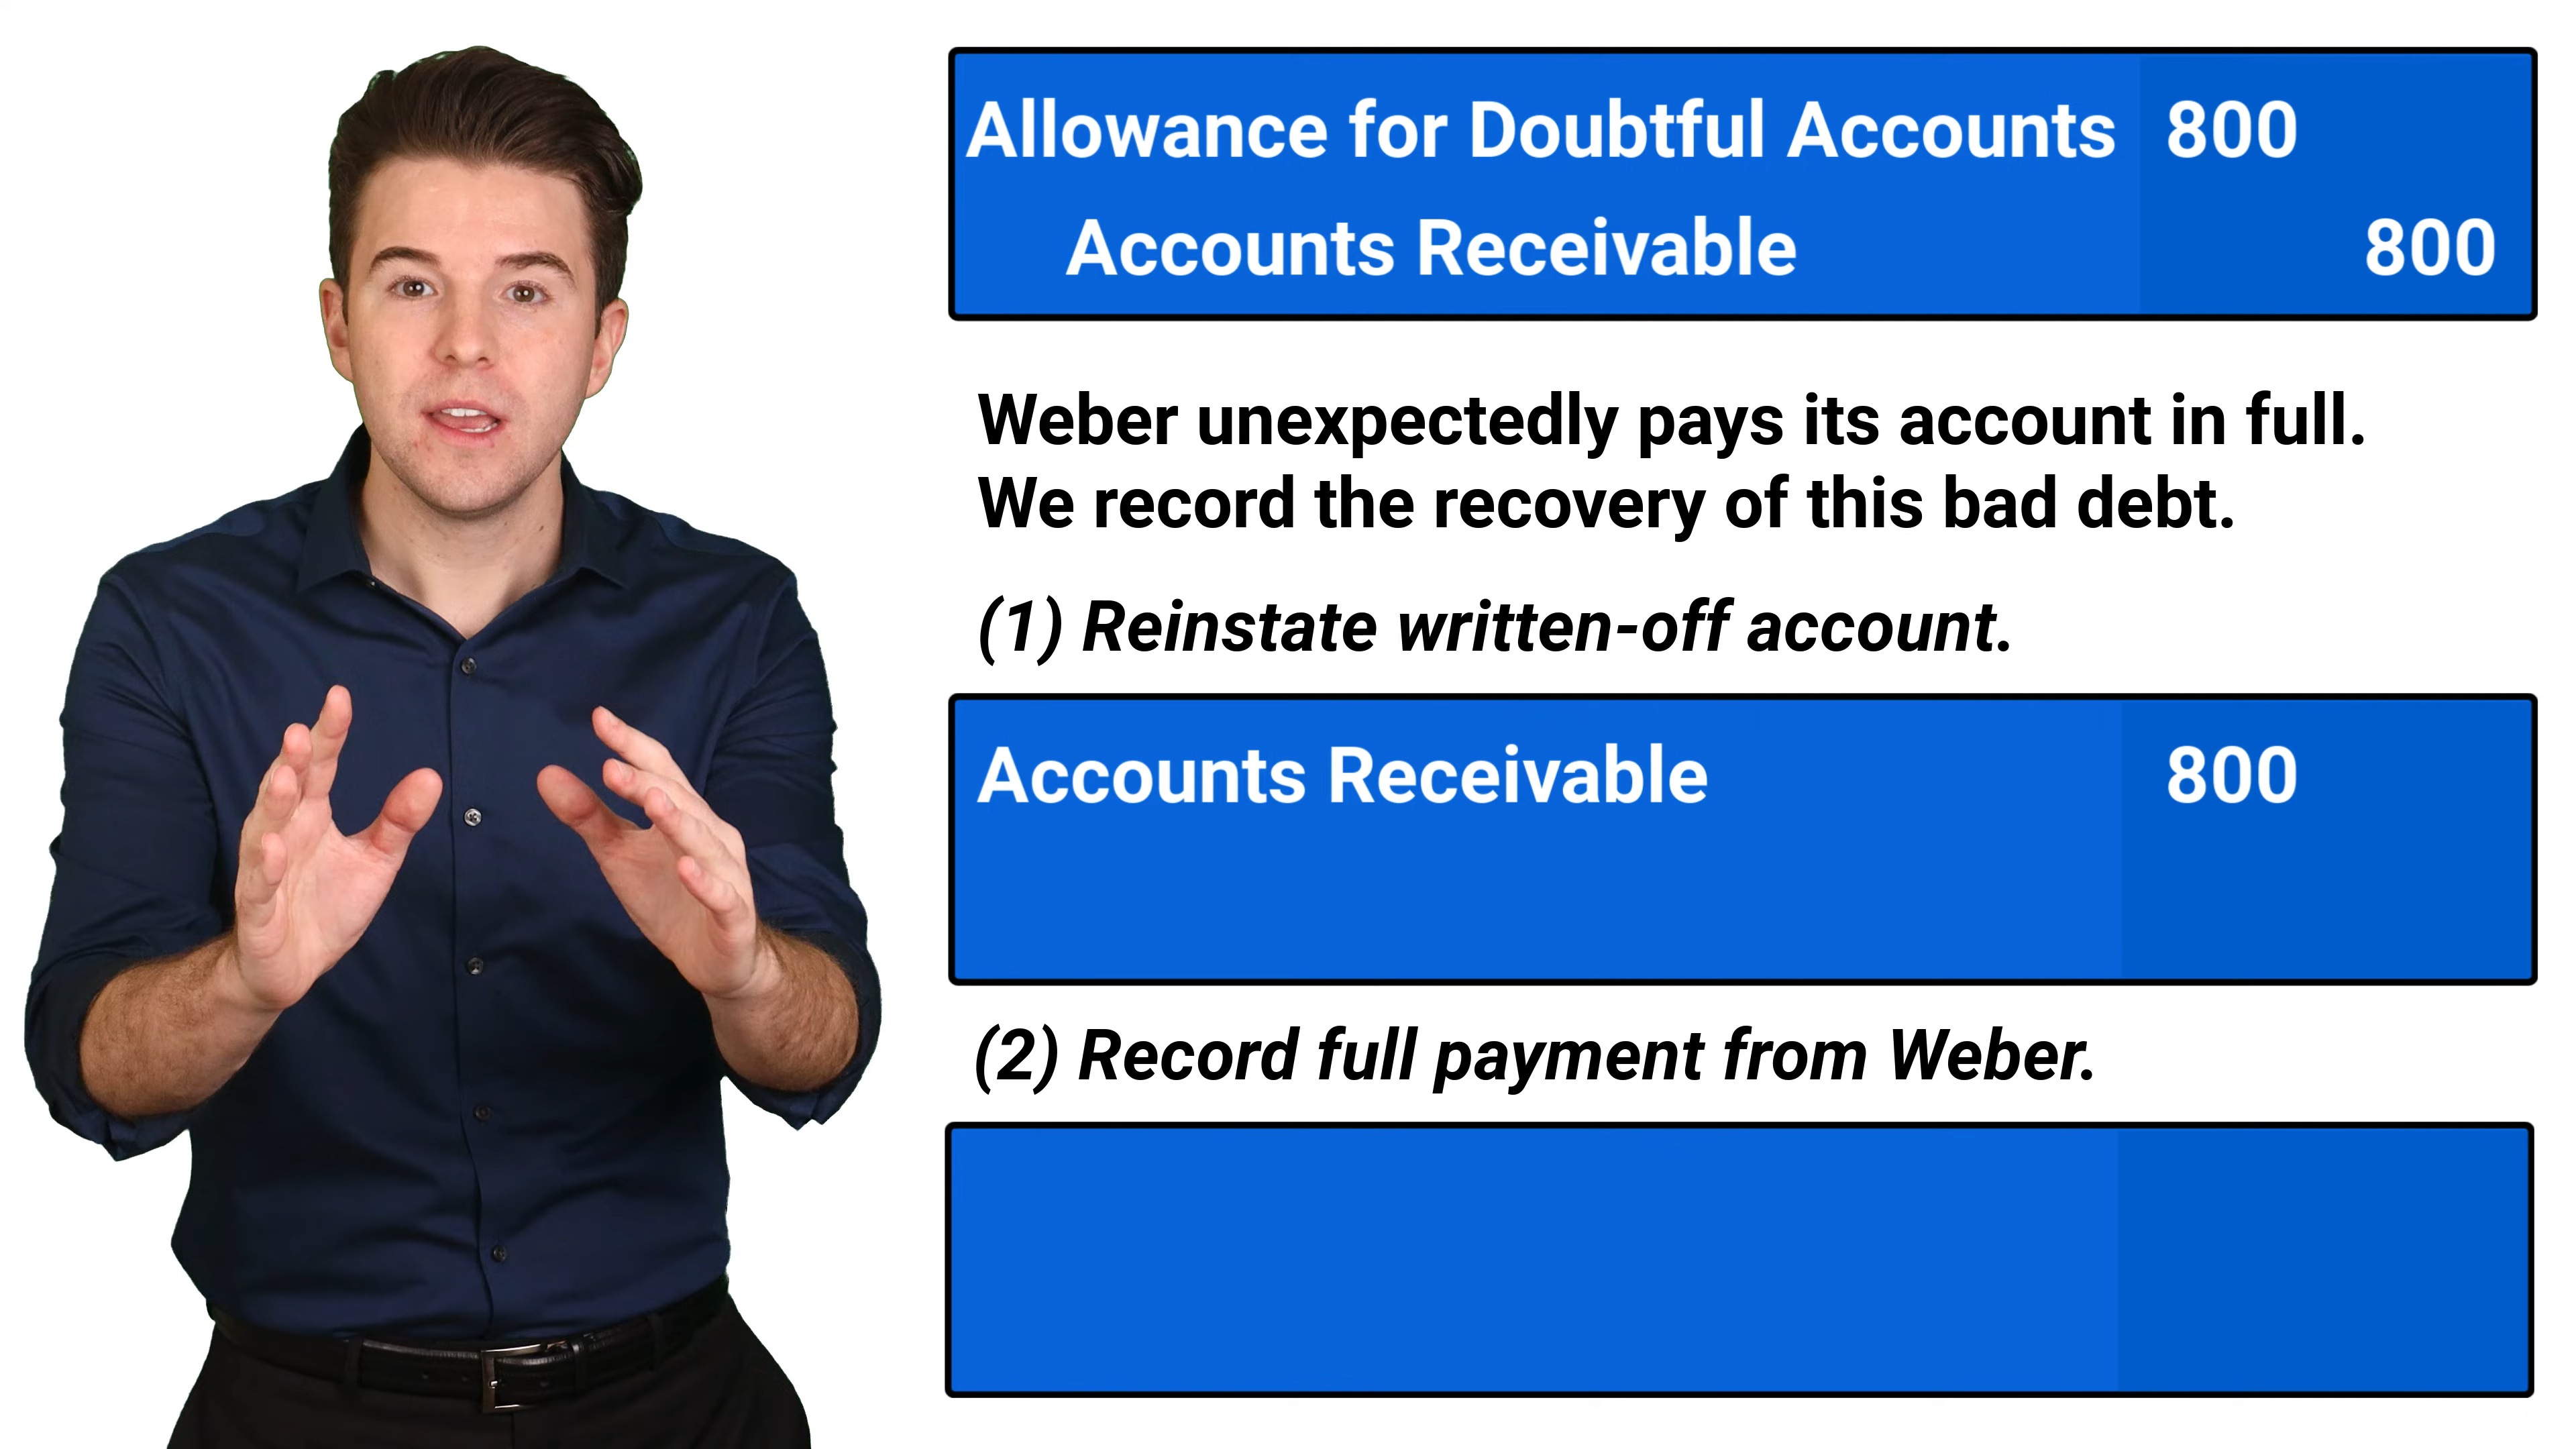 Allowance for Doubtful Accounts 800
Accounts Receivable 800
Weber unexpectedly pays its account in full.
We record the recovery of this bad debt.
(1) Reinstate written-off account.
Accounts Receivable 800
(2) Record full payment from Weber.